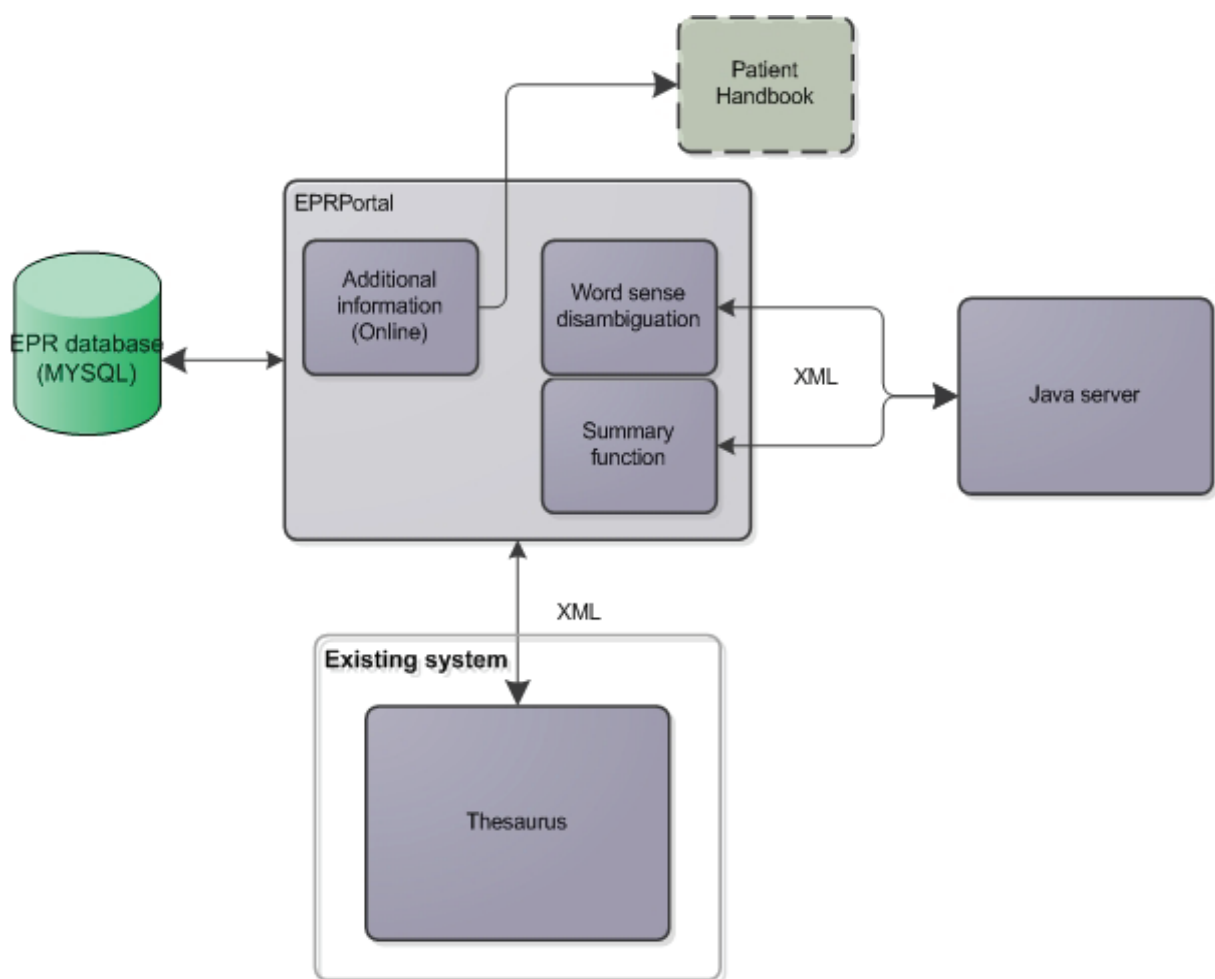 Patient
Handbook
EPRPortal
Additional
information
(Online)
Word sense
disambiguation
EPR database
(MYSQL)
XML
Java server
Summary
function
XML
Existing system
Thesaurus